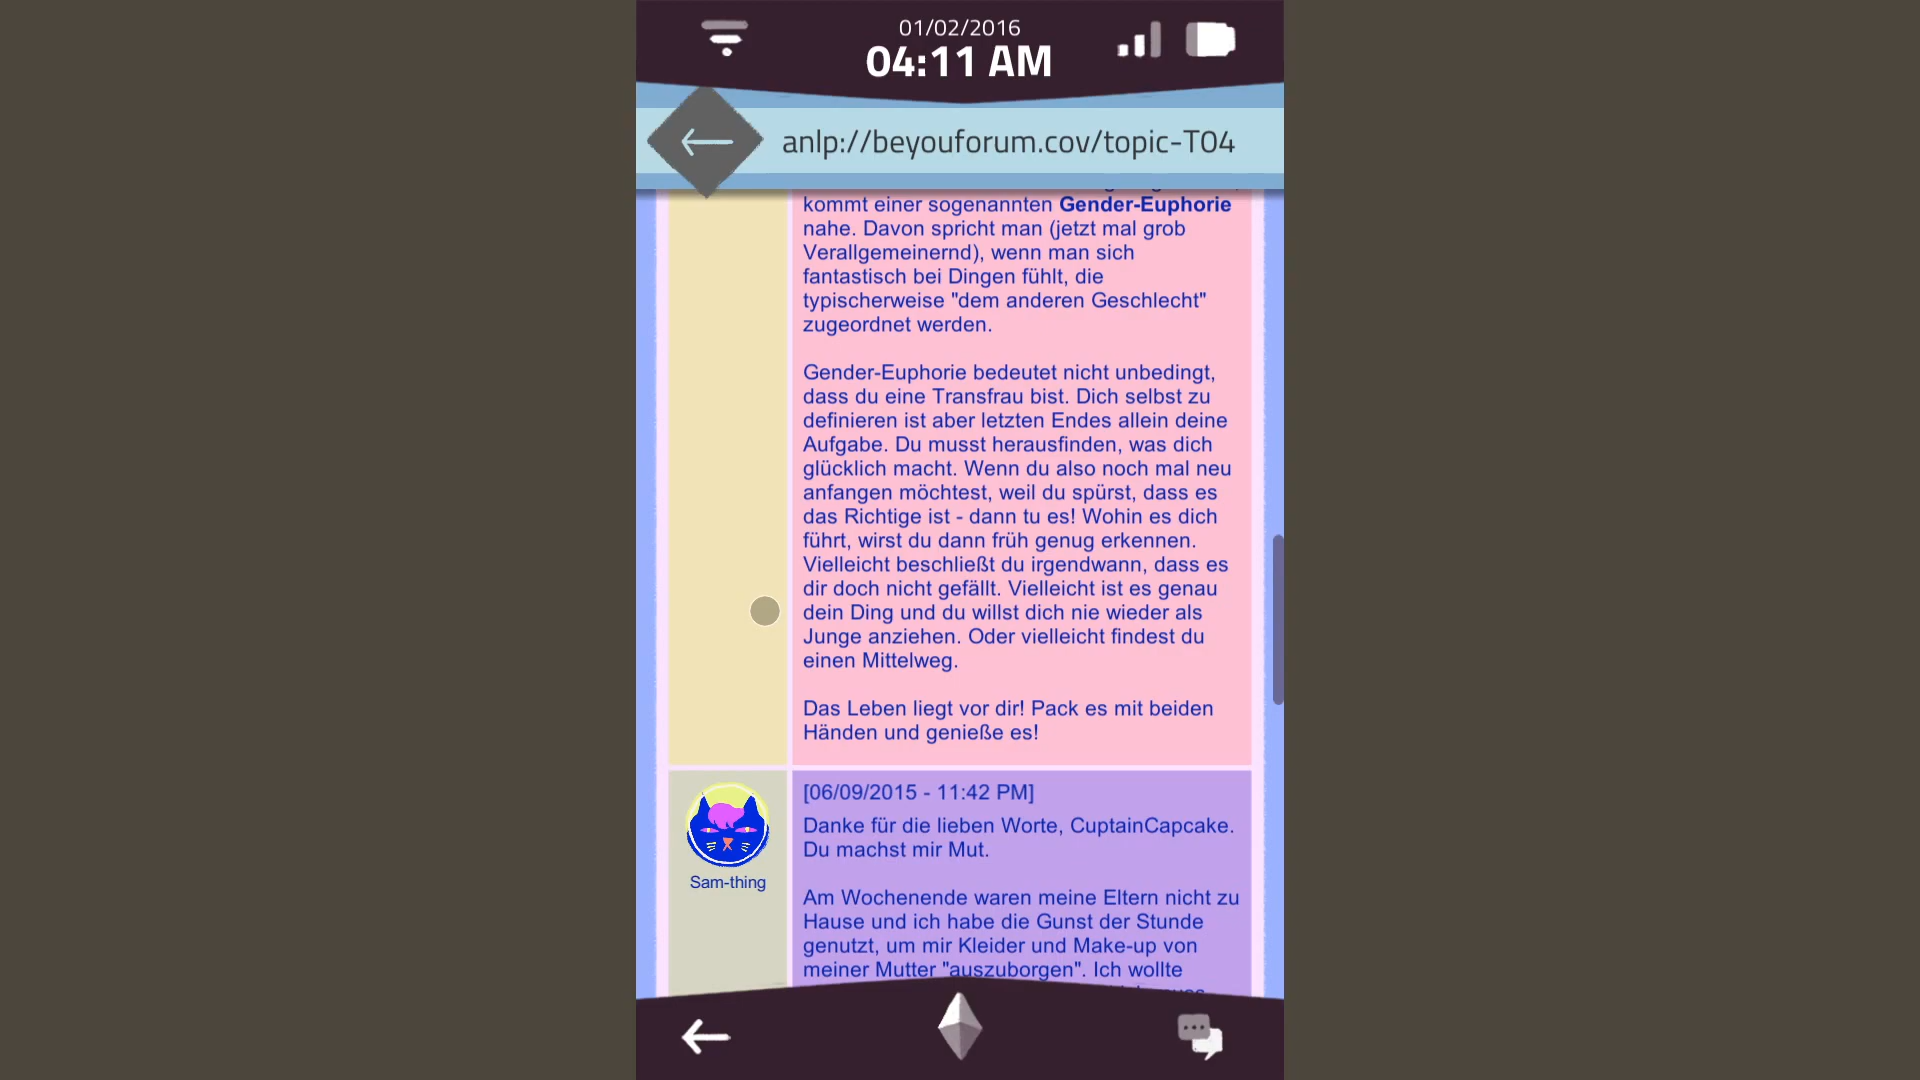 01/02/2016
04:11 AM
anlp://beyouforum.cov/topic-T04
kommt einer sogenannten Gender-Euphorie
nahe. Davon spricht man (jetzt mal grob
Verallgemeinernd), wenn man sich
fantastisch bei Dingen fühlt, die
typischerweise "dem anderen Geschlecht"
zugeordnet werden.
Gender-Euphorie bedeutet nicht unbedingt,
dass du eine Transfrau bist. Dich selbst zu
definieren ist aber letzten Endes allein deine
Aufgabe. Du musst herausfinden, was dich
glücklich macht. Wenn du also noch mal neu
anfangen möchtest, weil du spürst, dass es
das Richtige ist - dann tu es! Wohin es dich
führt, wirst du dann früh genug erkennen.
Vielleicht beschließt du irgendwann, dass es
dir doch nicht gefällt. Vielleicht ist es genau
dein Ding und du willst dich nie wieder als
Junge anziehen. Oder vielleicht findest du
einen Mittelweg.
Das Leben liegt vor dir! Pack es mit beiden
Händen und genieße es!
Sam-thing
[06/09/2015 - 11:42 PM]
Danke für die lieben Worte, CuptainCapcake.
Du machst mir Mut.
Am Wochenende waren meine Eltern nicht zu
Hause und ich habe die Gunst der Stunde
genutzt, um mir Kleider und Make-up von
meiner Mutter "auszuborgen". Ich wollte